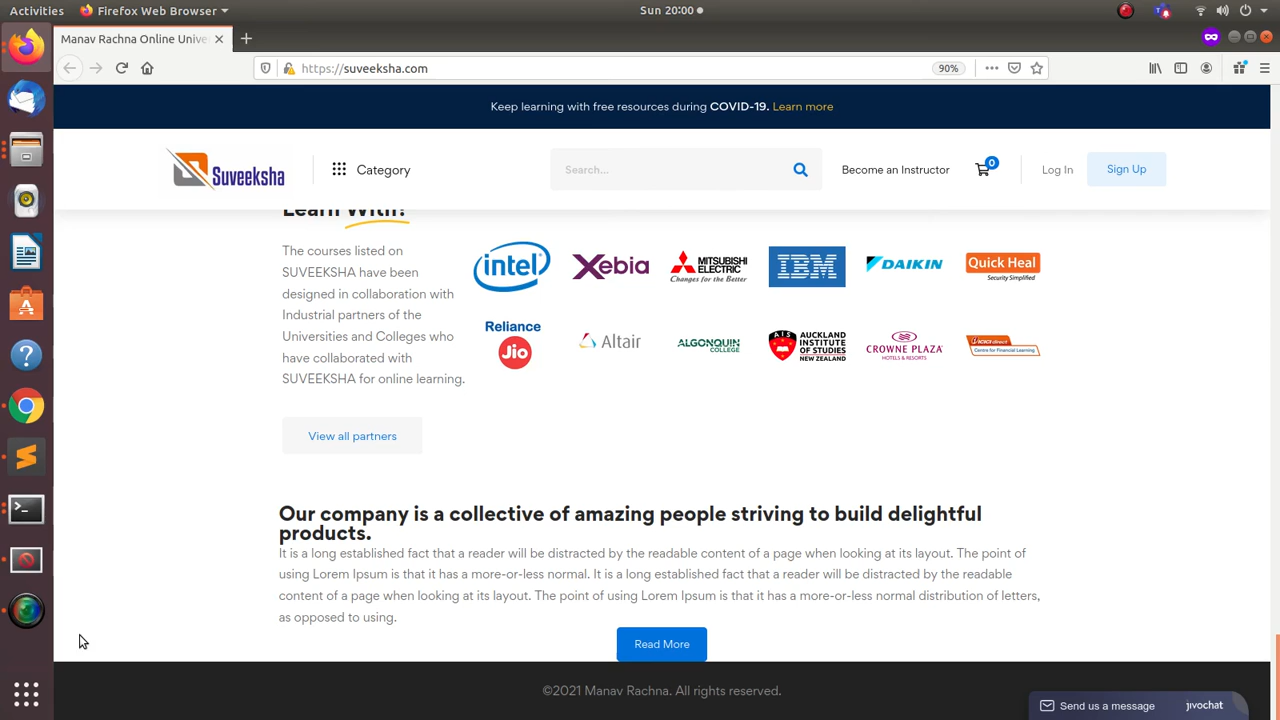 Activities
Firefox Web Browser
Sun 20:00
Manav Rachna Online Unive
https://suveeksha.com
90%
Keep learning with free resources during COVID-19. Learn more
Suveeksha
Category
Search...
Become an Instructor
0
Log In
Sign Up
Learn With?
The courses listed on
SUVEEKSHA have been
designed in collaboration with
Industrial partners of the
Universities and Colleges who
have collaborated with
SUVEEKSHA for online learning.
intel
Xebia
MITSUBISHI
ELECTRIC
Changes for the Better
IBM
DAIKIN
Quick Heal
Security Simplified
Reliance
Jio
Altair
ALGONQUIN
COLLEGE
AIS
AUCKLAND
INSTITUTE
OF STUDIES
NEW ZEALAND
CROWNE PLAZA
HOTELS & RESORTS
ICICI direct
Centre for Financial Learning
View all partners
Our company is a collective of amazing people striving to build delightful
products.
It is a long established fact that a reader will be distracted by the readable content of a page when looking at its layout. The point of
using Lorem Ipsum is that it has a more-or-less normal. It is a long established fact that a reader will be distracted by the readable
content of a page when looking at its layout. The point of using Lorem Ipsum is that it has a more-or-less normal distribution of letters,
as opposed to using.
Read More
©2021 Manav Rachna. All rights reserved.
Send us a message
jivochat